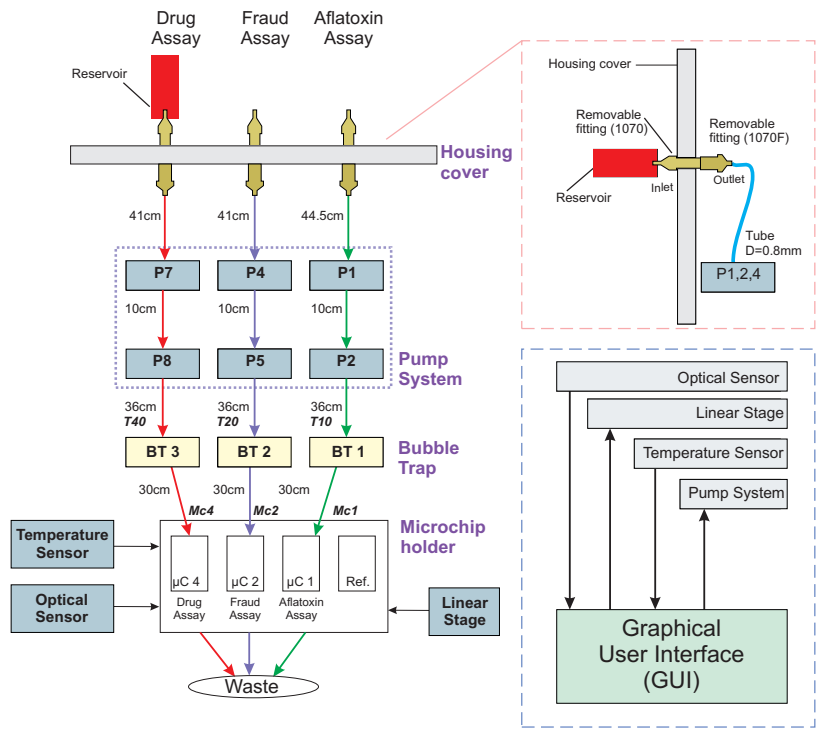 Drug
Assay
Fraud
Assay
Aflatoxin
Assay
Reservoir
Housing
cover
41cm
41cm
44.5cm
P7
P4
P1
10cm
10cm
10cm
P8
P5
P2
Pump
System
36cm
T40
36cm
T20
36cm
T10
BT 3
BT 2
BT 1
Bubble
Trap
30cm
30cm
30cm
Mc4
Mc2
Mc1
Microchip
holder
Temperature
Sensor
Optical
Sensor
µC 4
µC 2
µC 1
Ref.
Drug
Assay
Fraud
Assay
Aflatoxin
Assay
Linear
Stage
Waste
Housing cover
Removable
fitting (1070)
Removable
fitting (1070F)
Inlet
Outlet
Reservoir
Tube
D=0.8mm
P1,2,4
Optical Sensor
Linear Stage
Temperature Sensor
Pump System
Graphical
User Interface
(GUI)